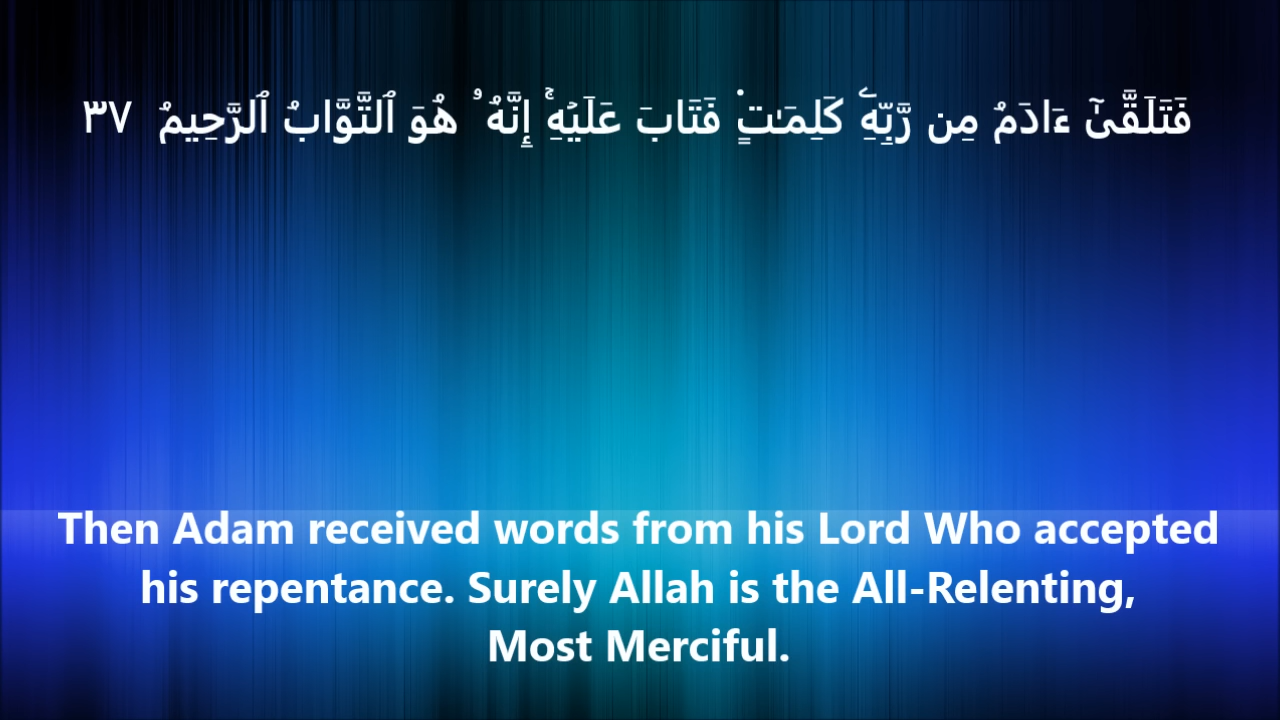 فَتَلَقَّىٰٓ ءَادَمُ مِن رَّبِّهِۦ كَلِمَـٰتٍۢ فَتَابَ عَلَيْهِ ۚ إِنَّهُۥ هُوَ ٱلتَّوَّابُ ٱلرَّحِيمُ ٣٧
Then Adam received words from his Lord Who accepted
his repentance. Surely Allah is the All-Relenting,
Most Merciful.